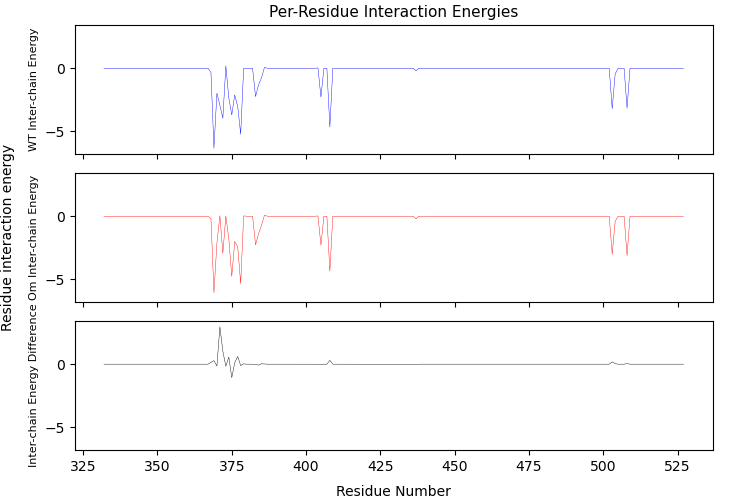 Per-Residue Interaction Energies
Residue interaction energy
WT Inter-chain Energy
0
−5
Om Inter-chain Energy
0
−5
Inter-chain Energy Difference
0
−5
325 350 375 400 425 450 475 500 525
Residue Number